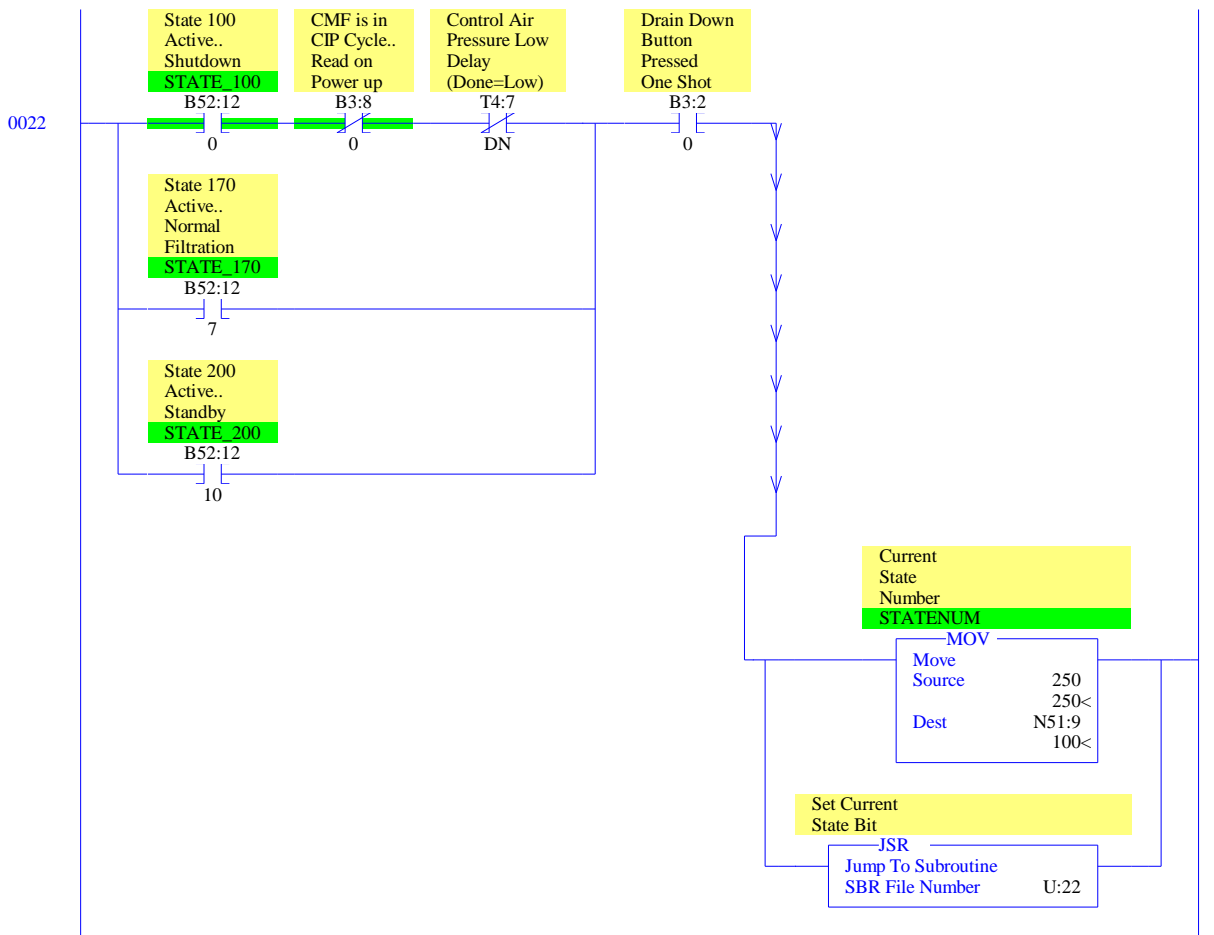 State 100
Active..
Shutdown
STATE_100
B52:12
0
CMF is in
CIP Cycle..
Read on
Power up
B3:8
0
Control Air
Pressure Low
Delay
(Done=Low)
T4:7
DN
Drain Down
Button
Pressed
One Shot
B3:2
0
0022
State 170
Active..
Normal
Filtration
STATE_170
B52:12
7
State 200
Active..
Standby
STATE_200
B52:12
10
Current
State
Number
STATENUM
MOV
Move
Source 250
250<
Dest N51:9
100<
Set Current
State Bit
JSR
Jump To Subroutine
SBR File Number U:22